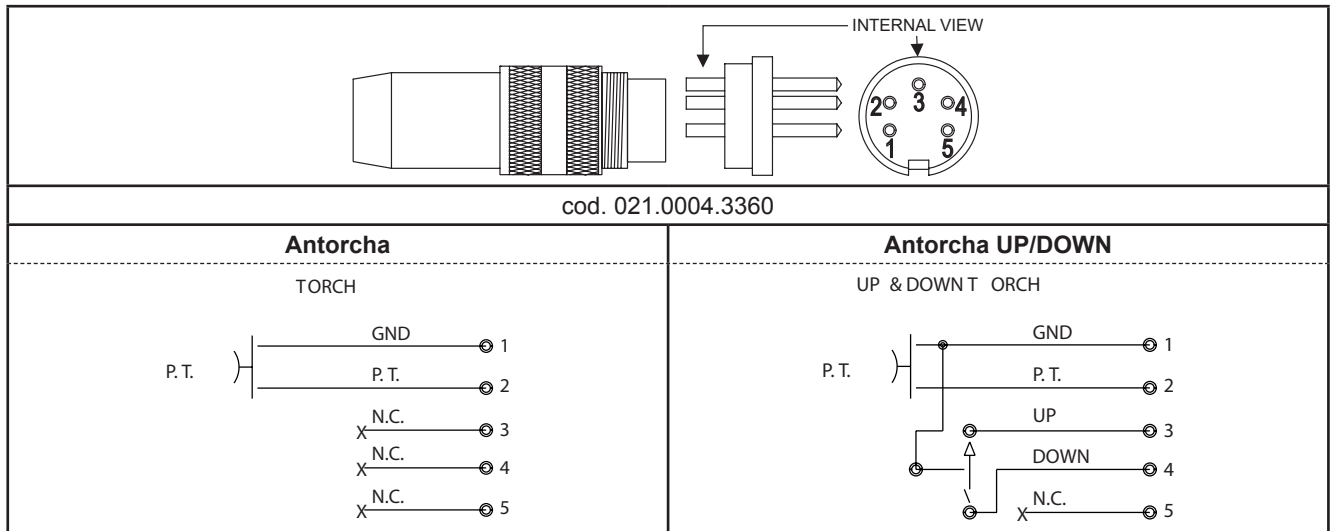 INTERNAL VIEW
2 3 4
1 5
cod. 021.0004.3360
Antorcha
TORCH
P. T.
GND 1
P. T. 2
X N.C. 3
X N.C. 4
X N.C. 5
Antorcha UP/DOWN
UP & DOWN T ORCH
P. T.
GND 1
P. T. 2
UP 3
DOWN 4
X N.C. 5